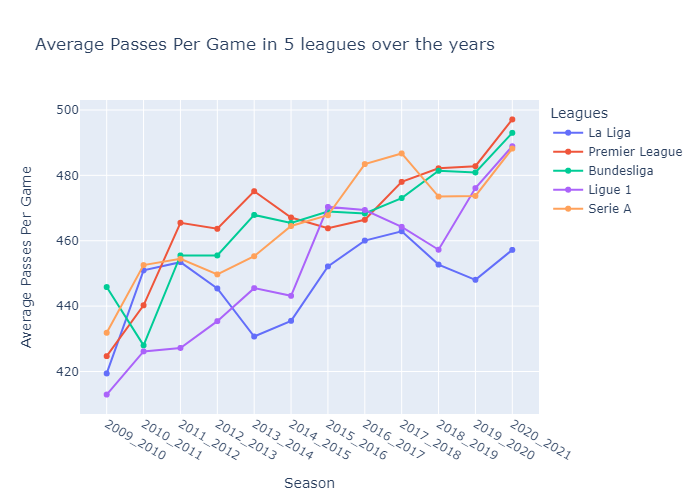 Average Passes Per Game in 5 leagues over the years
Average Passes Per Game
500
480
460
440
420
2009_2010
2010_2011
2011_2012
2012_2013
2013_2014
2014_2015
2015_2016
2016_2017
2017_2018
2018_2019
2019_2020
2020_2021
Season
Leagues
La Liga
Premier League
Bundesliga
Ligue 1
Serie A